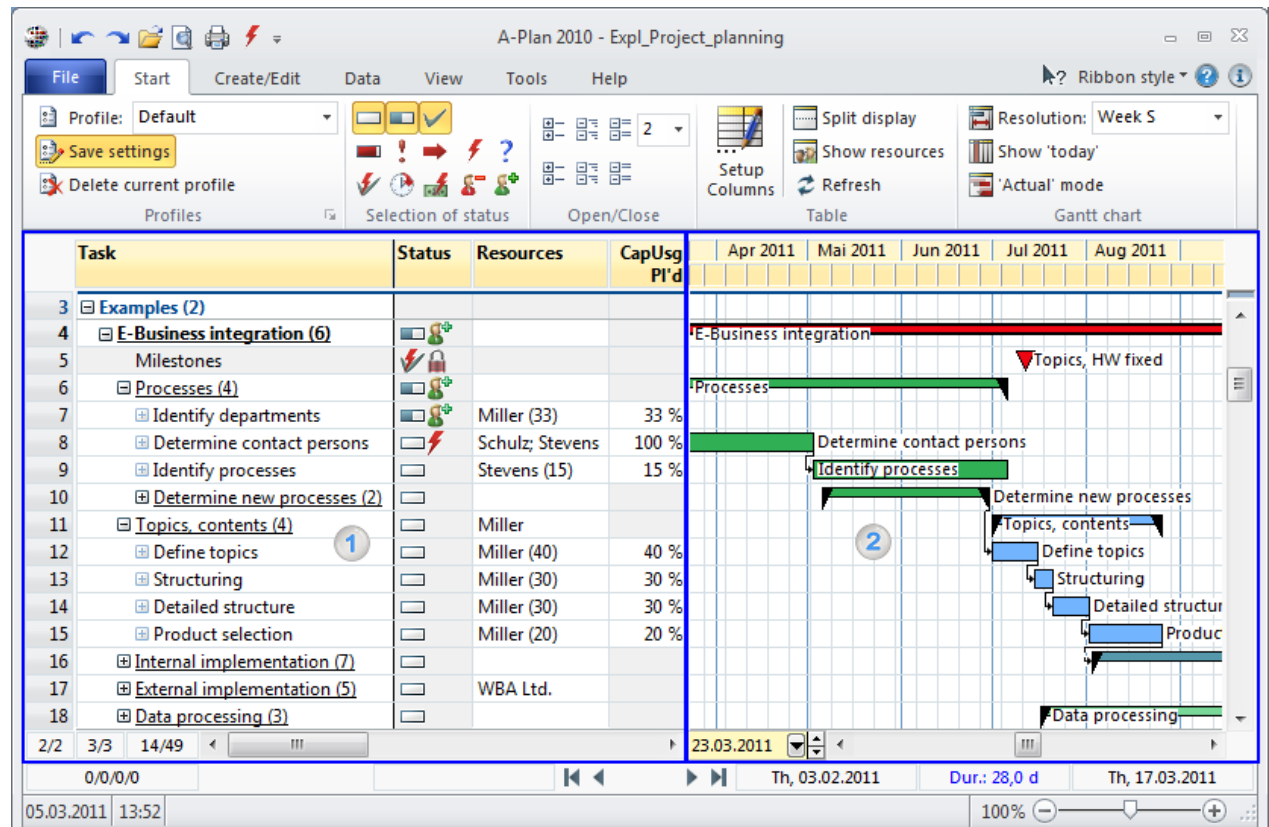 A-Plan 2010 - Expl_Project_planning
File Start Create/Edit Data View Tools Help Ribbon style
Profile: Default
Save settings
Delete current profile
Profiles
Selection of status
2
Open/Close
Setup Columns
Split display
Show resources
Refresh
Table
Resolution: Week S
Show 'today'
'Actual' mode
Gantt chart
Task Status Resources CapUsg Pl'd
Apr 2011 Mai 2011 Jun 2011 Jul 2011 Aug 2011
3 Examples (2)
4 E-Business integration (6) E-Business integration
5 Milestones Topics, HW fixed
6 Processes (4) Processes
7 Identify departments Miller (33) 33 %
8 Determine contact persons Schulz; Stevens 100 % Determine contact persons
9 Identify processes Stevens (15) 15 % Identify processes
10 Determine new processes (2) Determine new processes
11 Topics, contents (4) Miller Topics, contents
12 Define topics Miller (40) 40 % Define topics
13 Structuring Miller (30) 30 % Structuring
14 Detailed structure Miller (30) 30 % Detailed structur
15 Product selection Miller (20) 20 % Produc
16 Internal implementation (7)
17 External implementation (5) WBA Ltd.
18 Data processing (3) Data processing
1
2
2/2 3/3 14/49 23.03.2011
0/0/0/0 Th, 03.02.2011 Dur.: 28,0 d Th, 17.03.2011
05.03.2011 13:52 100%